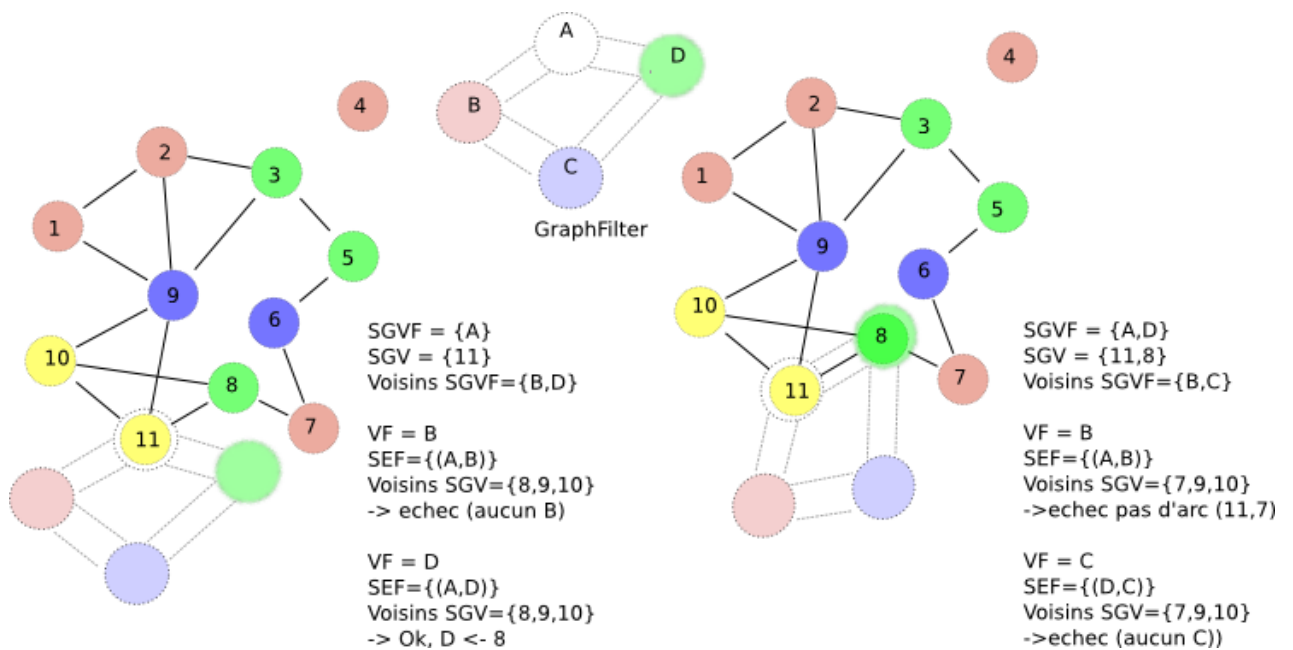 A
D
B
C
GraphFilter
4
2
3
1
5
9
6
10
8
11
7
SGVF = {A}
SGV = {11}
Voisins SGVF={B,D}
VF = B
SEF={(A,B)}
Voisins SGV={8,9,10}
-> echec (aucun B)
VF = D
SEF={(A,D)}
Voisins SGV={8,9,10}
-> Ok, D <- 8
4
2
3
1
5
9
6
10
8
11
7
SGVF = {A,D}
SGV = {11,8}
Voisins SGVF={B,C}
VF = B
SEF={(A,B)}
Voisins SGV={7,9,10}
->echec pas d'arc (11,7)
VF = C
SEF={(D,C)}
Voisins SGV={7,9,10}
->echec (aucun C))